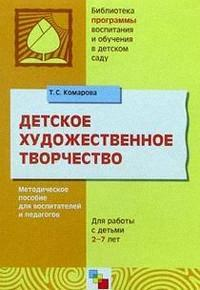 Библиотека
программы
воспитания
и обучения
в детском
саду
Т. С. Комарова
ДЕТСКОЕ
ХУДОЖЕСТВЕННОЕ
ТВОРЧЕСТВО
Методическое
пособие
для воспитателей
и педагогов
Для работы
с детьми
2–7 лет